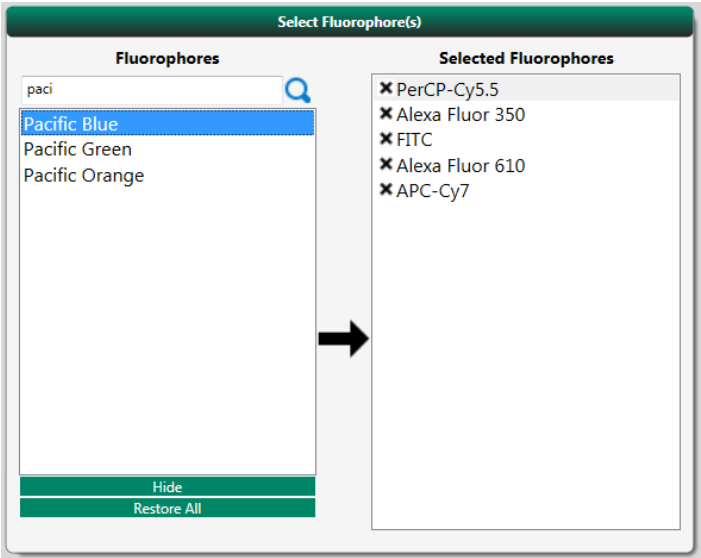 Select Fluorophore(s)
Fluorophores
paci
Pacific Blue
Pacific Green
Pacific Orange
Hide
Restore All
Selected Fluorophores
PerCP-Cy5.5
Alexa Fluor 350
FITC
Alexa Fluor 610
APC-Cy7